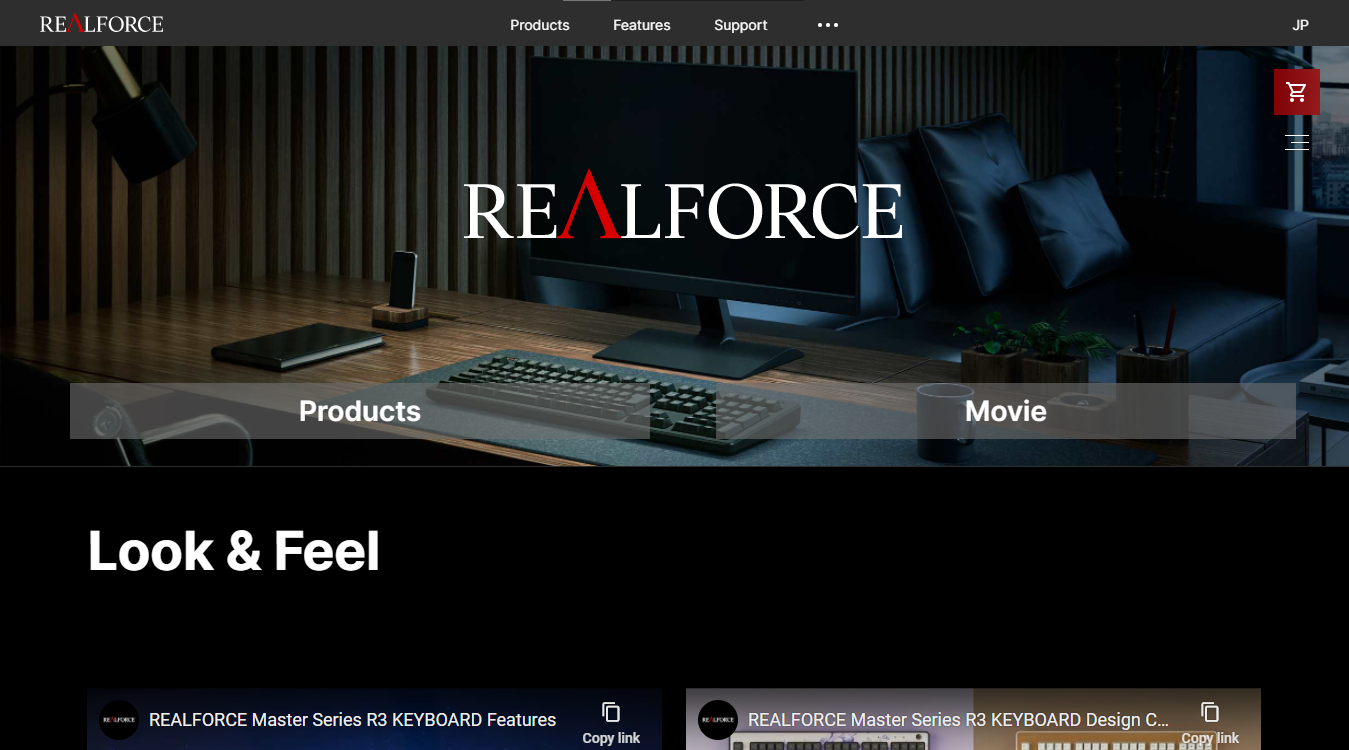 REALFORCE
Products Features Support JP
REALFORCE
Products Movie
Look & Feel
REALFORCE REALFORCE Master Series R3 KEYBOARD Features Copy link
REALFORCE REALFORCE Master Series R3 KEYBOARD Design C... Copy link